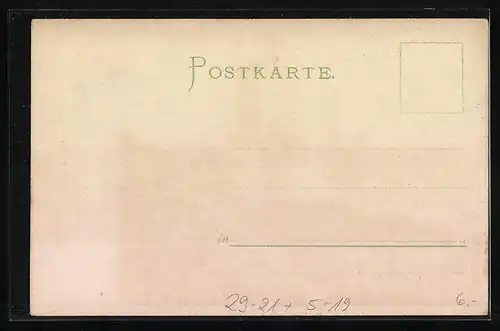 POSTKARTE.
in
29-21+ 5-19
6.-